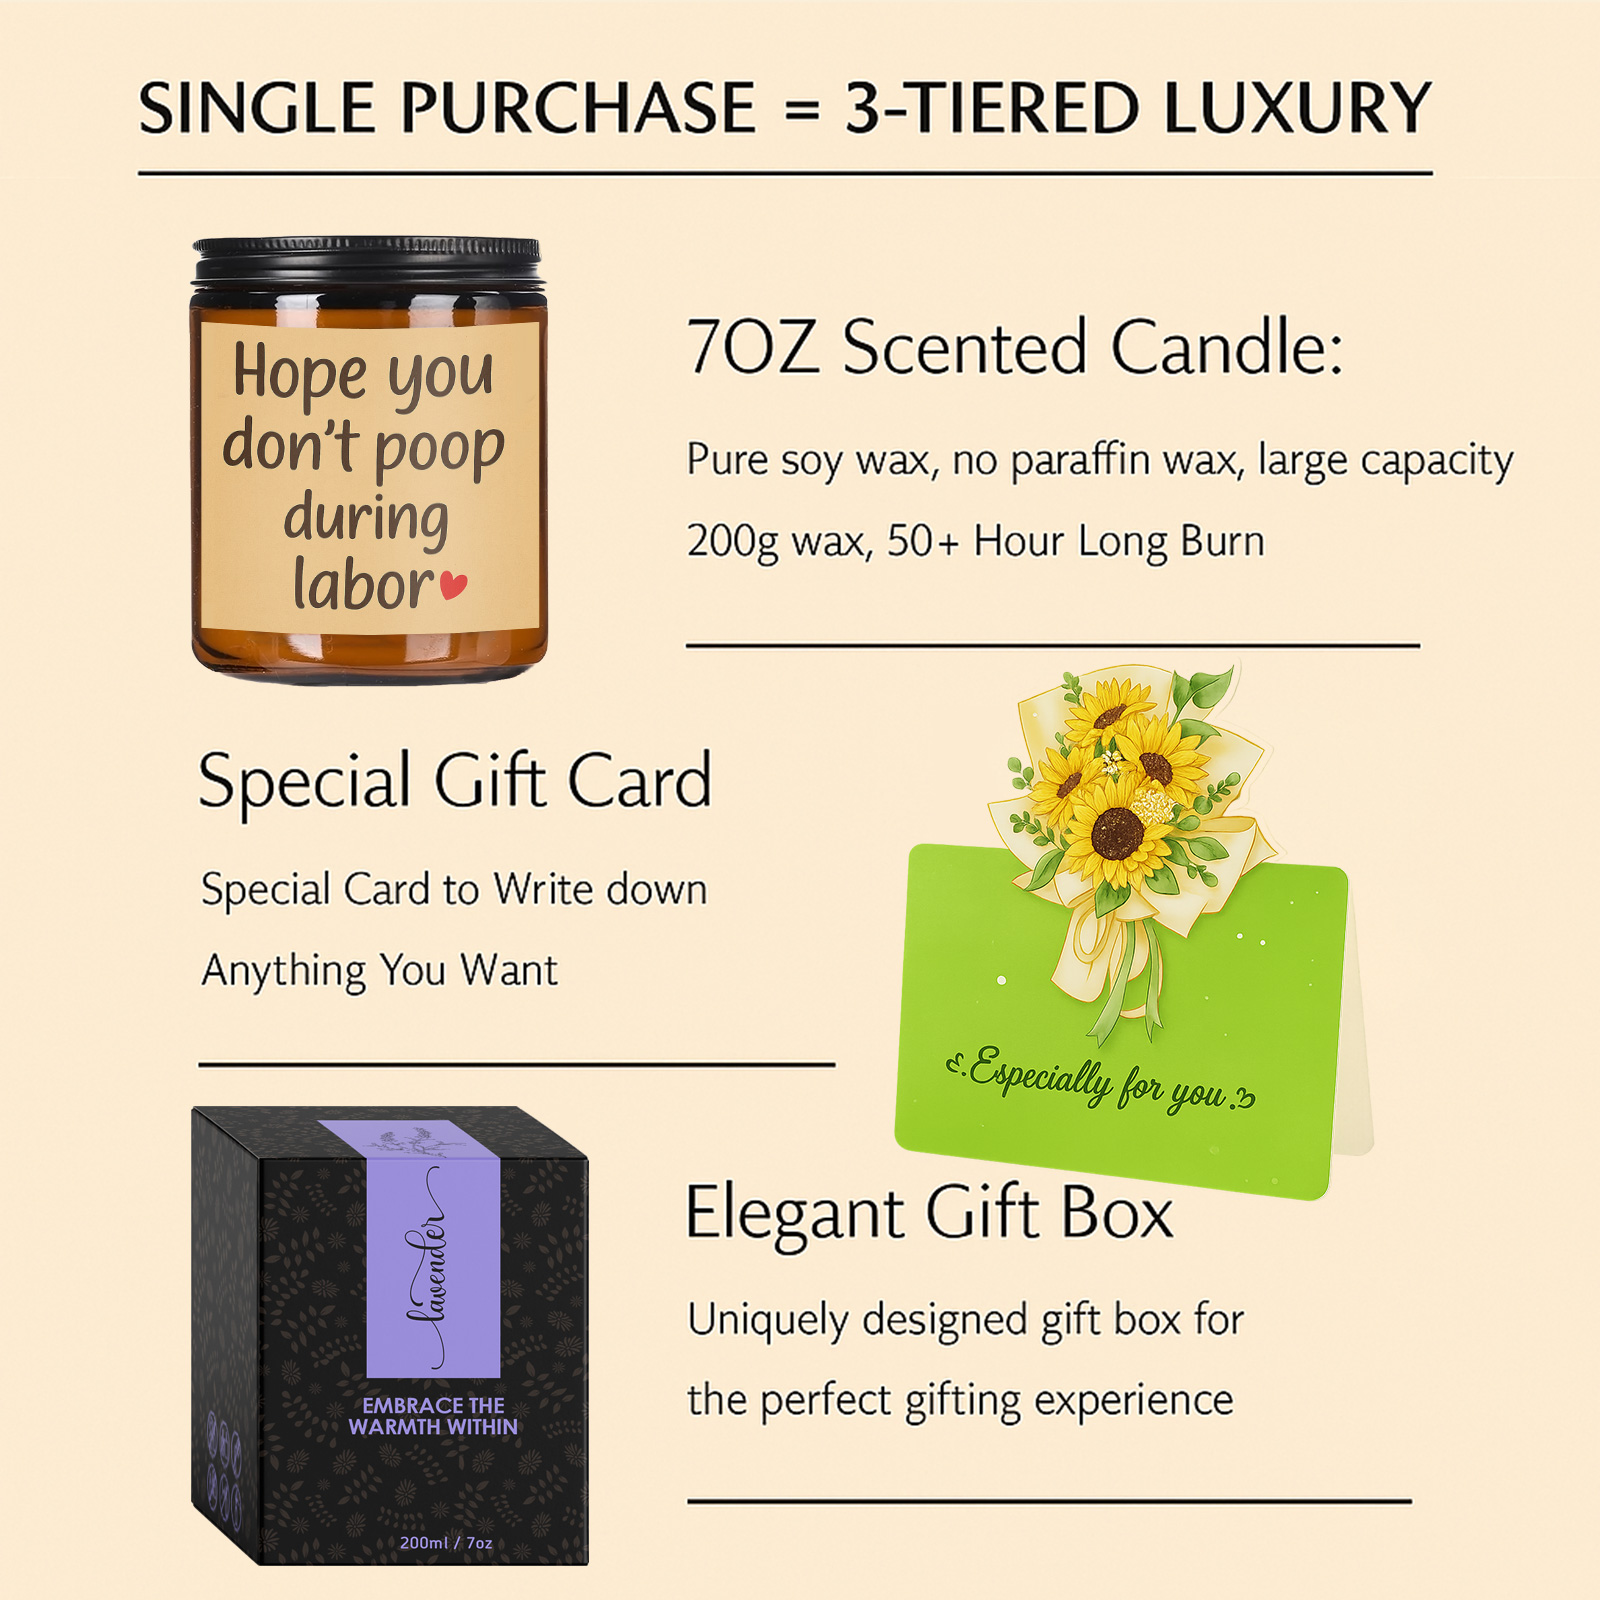 SINGLE PURCHASE = 3-TIERED LUXURY
Hope you
don't poop
during
labor
7OZ Scented Candle:
Pure soy wax, no paraffin wax, large capacity
200g wax, 50+ Hour Long Burn
Special Gift Card
Special Card to Write down
Anything You Want
Especially for you
lavender
EMBRACE THE
WARMTH WITHIN
200ml / 7oz
Elegant Gift Box
Uniquely designed gift box for
the perfect gifting experience